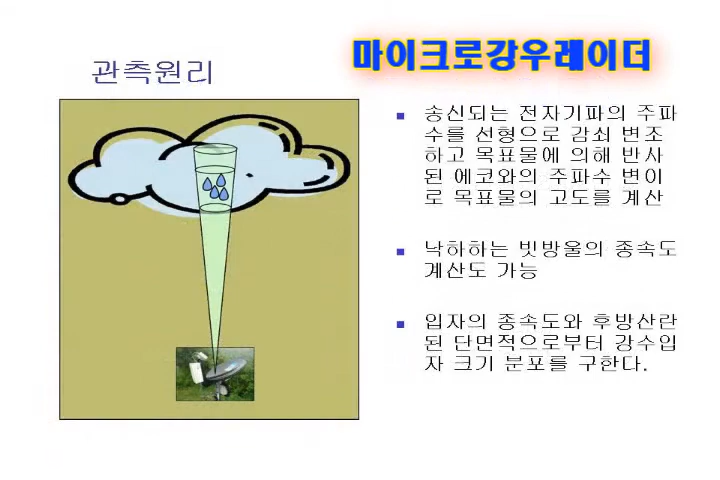 마이크로강우레이더
관측원리
송신되는 전자기파의 주파
수를 선형으로 감쇠 변조
하고 목표물에 의해 반사
된 에코와의 주파수 변이
로 목표물의 고도를 계산
낙하하는 빗방울의 종속도
계산도 가능
입자의 종속도와 후방산란
된 단면적으로부터 강수입
자 크기 분포를 구한다.